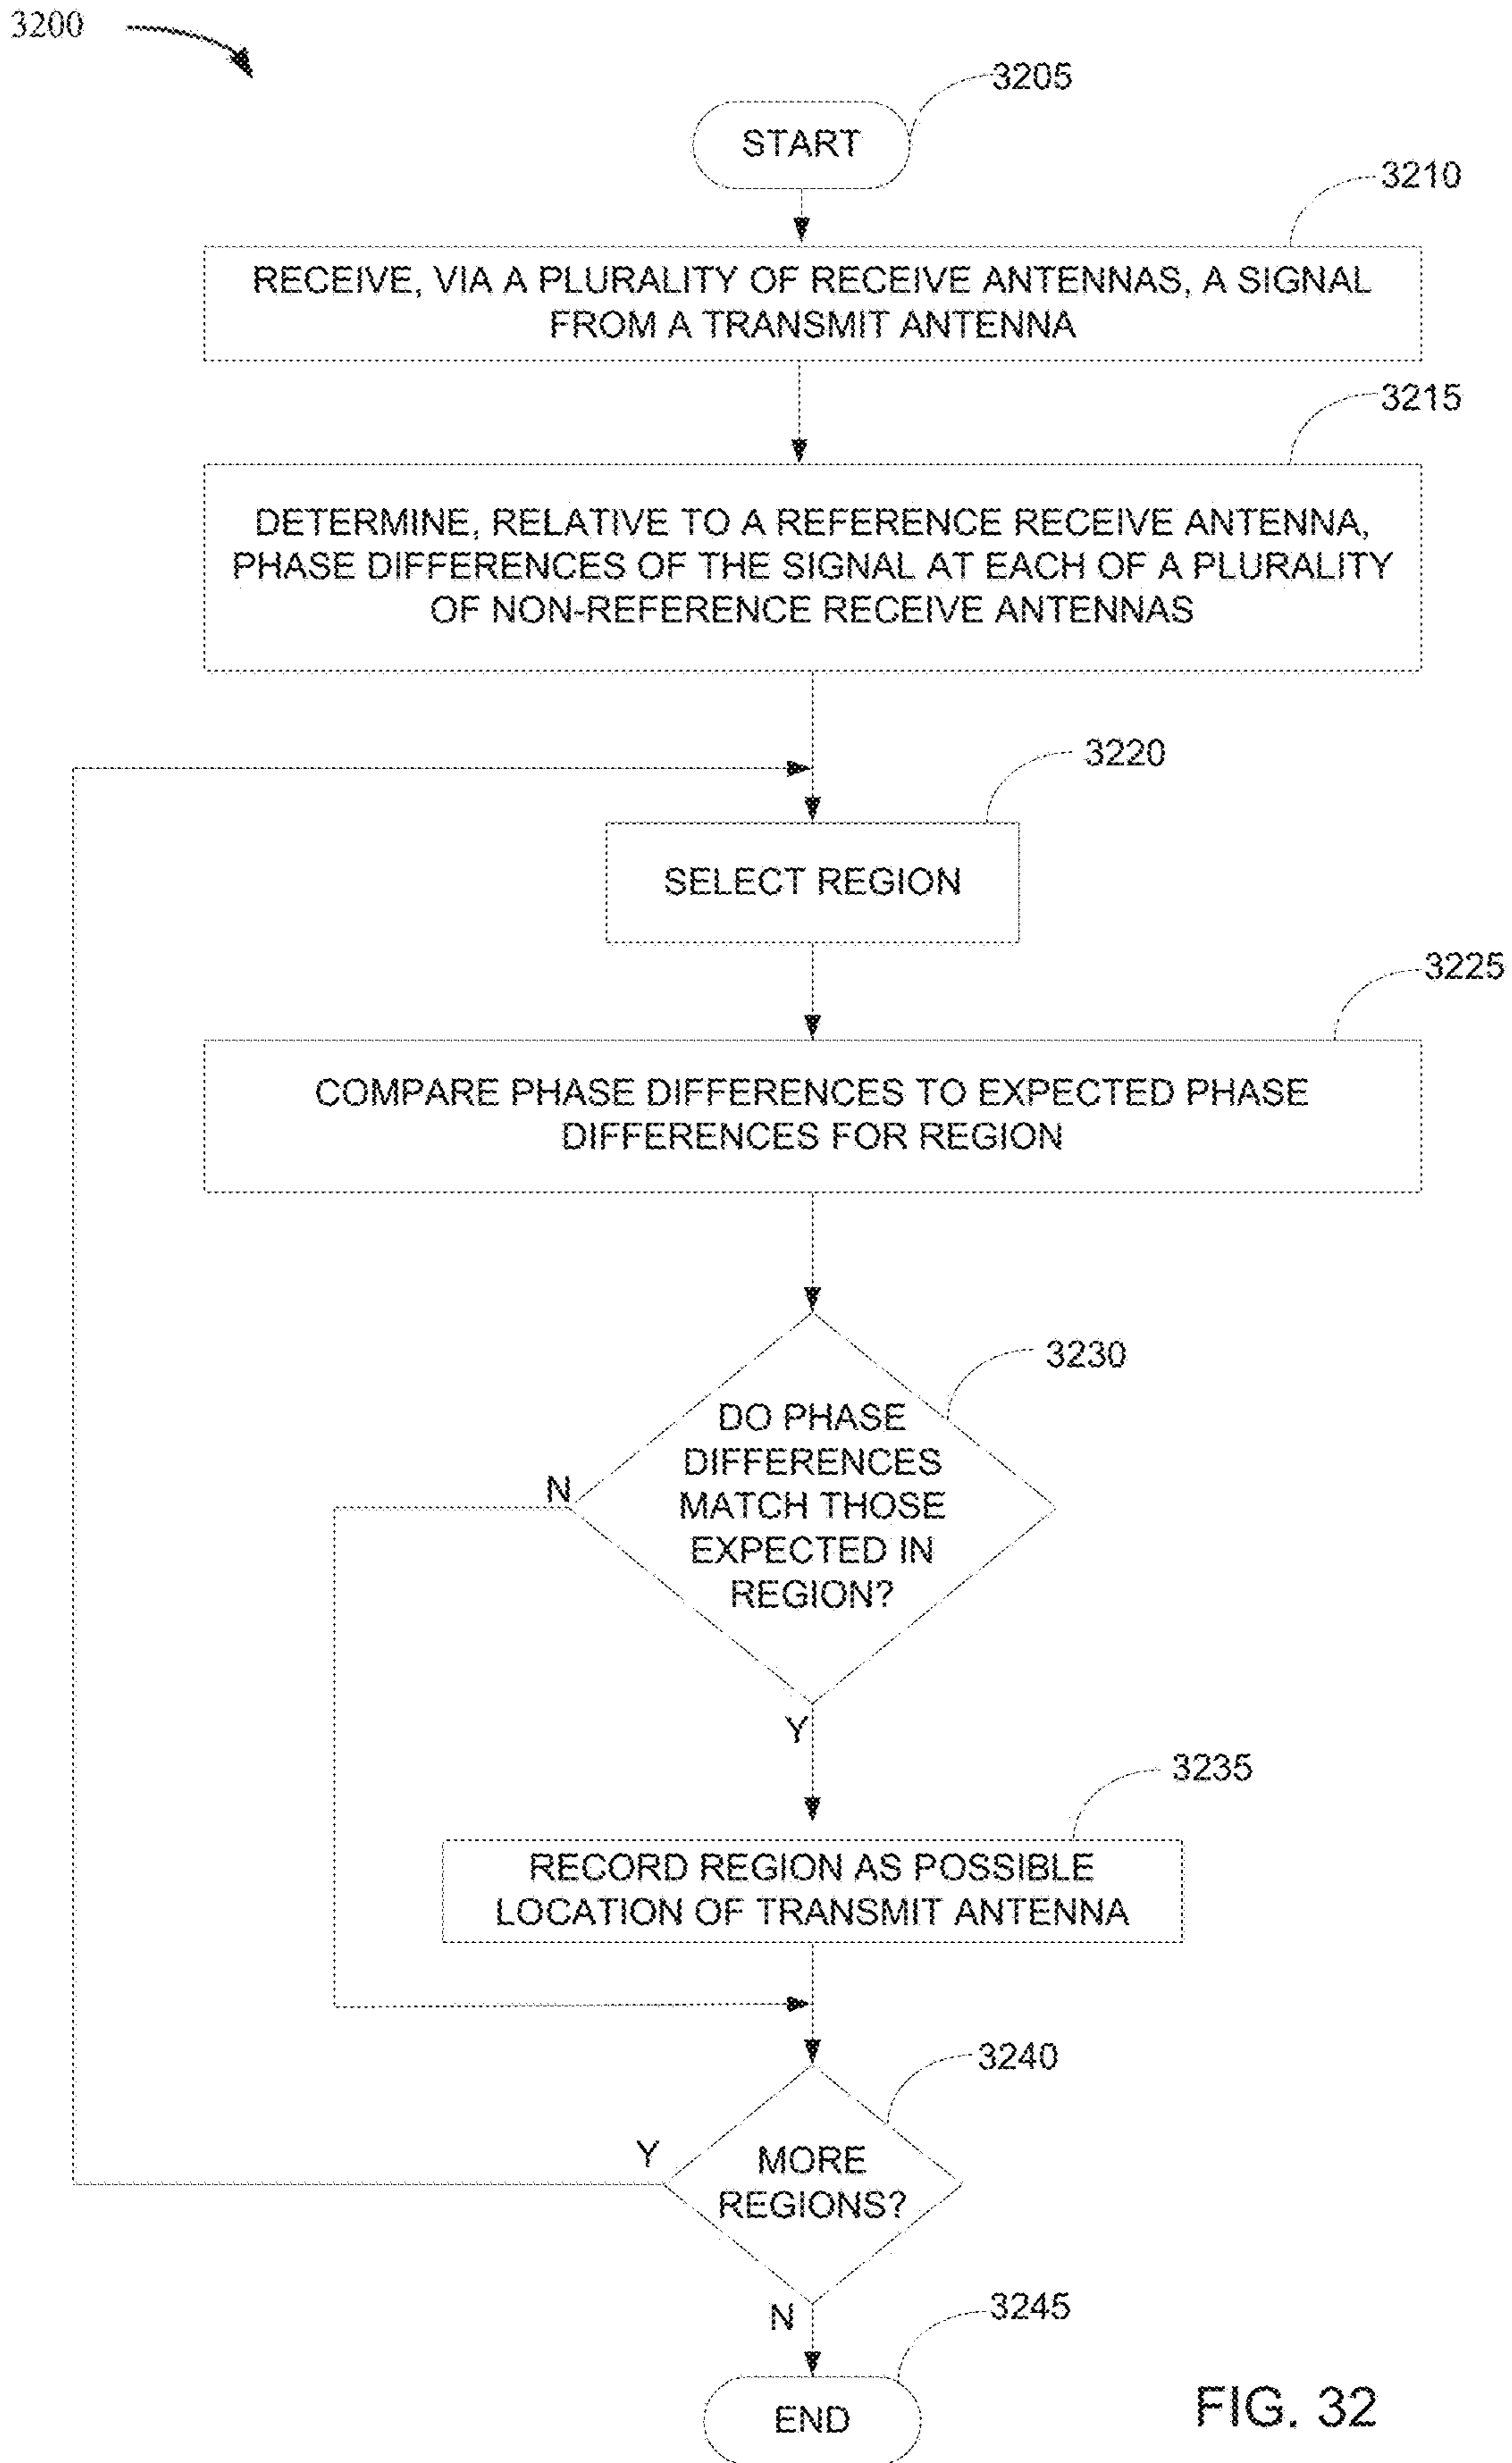 3200
3205
START
3210
RECEIVE, VIA A PLURALITY OF RECEIVE ANTENNAS, A SIGNAL
FROM A TRANSMIT ANTENNA
3215
DETERMINE, RELATIVE TO A REFERENCE RECEIVE ANTENNA,
PHASE DIFFERENCES OF THE SIGNAL AT EACH OF A PLURALITY
OF NON-REFERENCE RECEIVE ANTENNAS
3220
SELECT REGION
3225
COMPARE PHASE DIFFERENCES TO EXPECTED PHASE
DIFFERENCES FOR REGION
3230
DO PHASE
DIFFERENCES
MATCH THOSE
EXPECTED IN
REGION?
N
Y
3235
RECORD REGION AS POSSIBLE
LOCATION OF TRANSMIT ANTENNA
3240
MORE
REGIONS?
Y
N
3245
END
FIG. 32